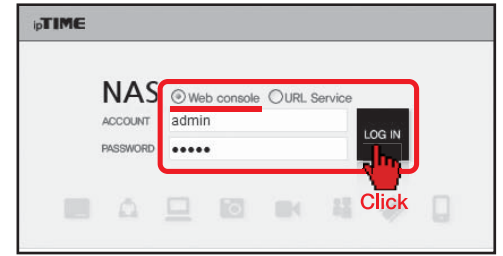 ipTIME
NAS Web console URL Service
ACCOUNT admin
PASSWORD •••••
LOG IN
Click